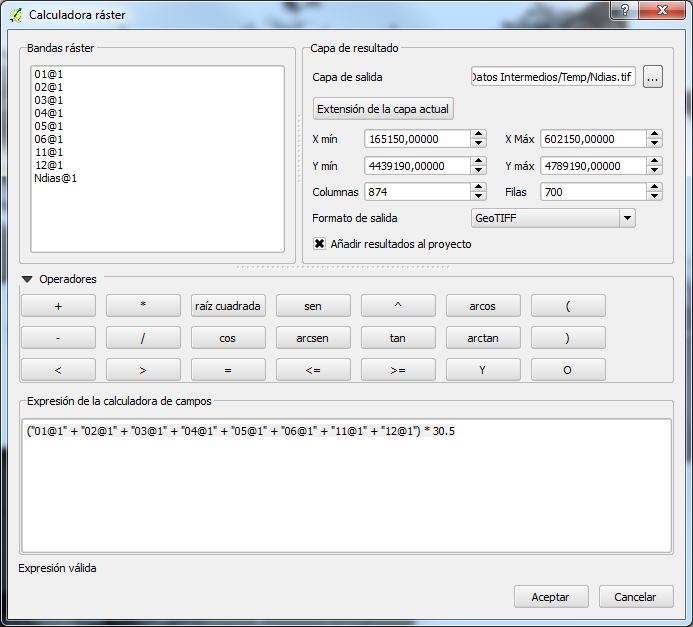 Calculadora ráster
?
Bandas ráster
01@1
02@1
03@1
04@1
05@1
06@1
11@1
12@1
Ndias@1
Capa de resultado
Capa de salida
Datos Intermedios/Temp/Ndias.tif
...
Extensión de la capa actual
X mín 165150,00000 X Máx 602150,00000
Y mín 4439190,00000 Y máx 4789190,00000
Columnas 874 Filas 700
Formato de salida GeoTIFF
Añadir resultados al proyecto
Operadores
+ * raíz cuadrada sen ^ arcos (
- / cos arcsen tan arctan )
< > = <= >= Y O
Expresión de la calculadora de campos
("01@1" + "02@1" + "03@1" + "04@1" + "05@1" + "06@1" + "11@1" + "12@1") * 30.5
Expresión válida
Aceptar Cancelar